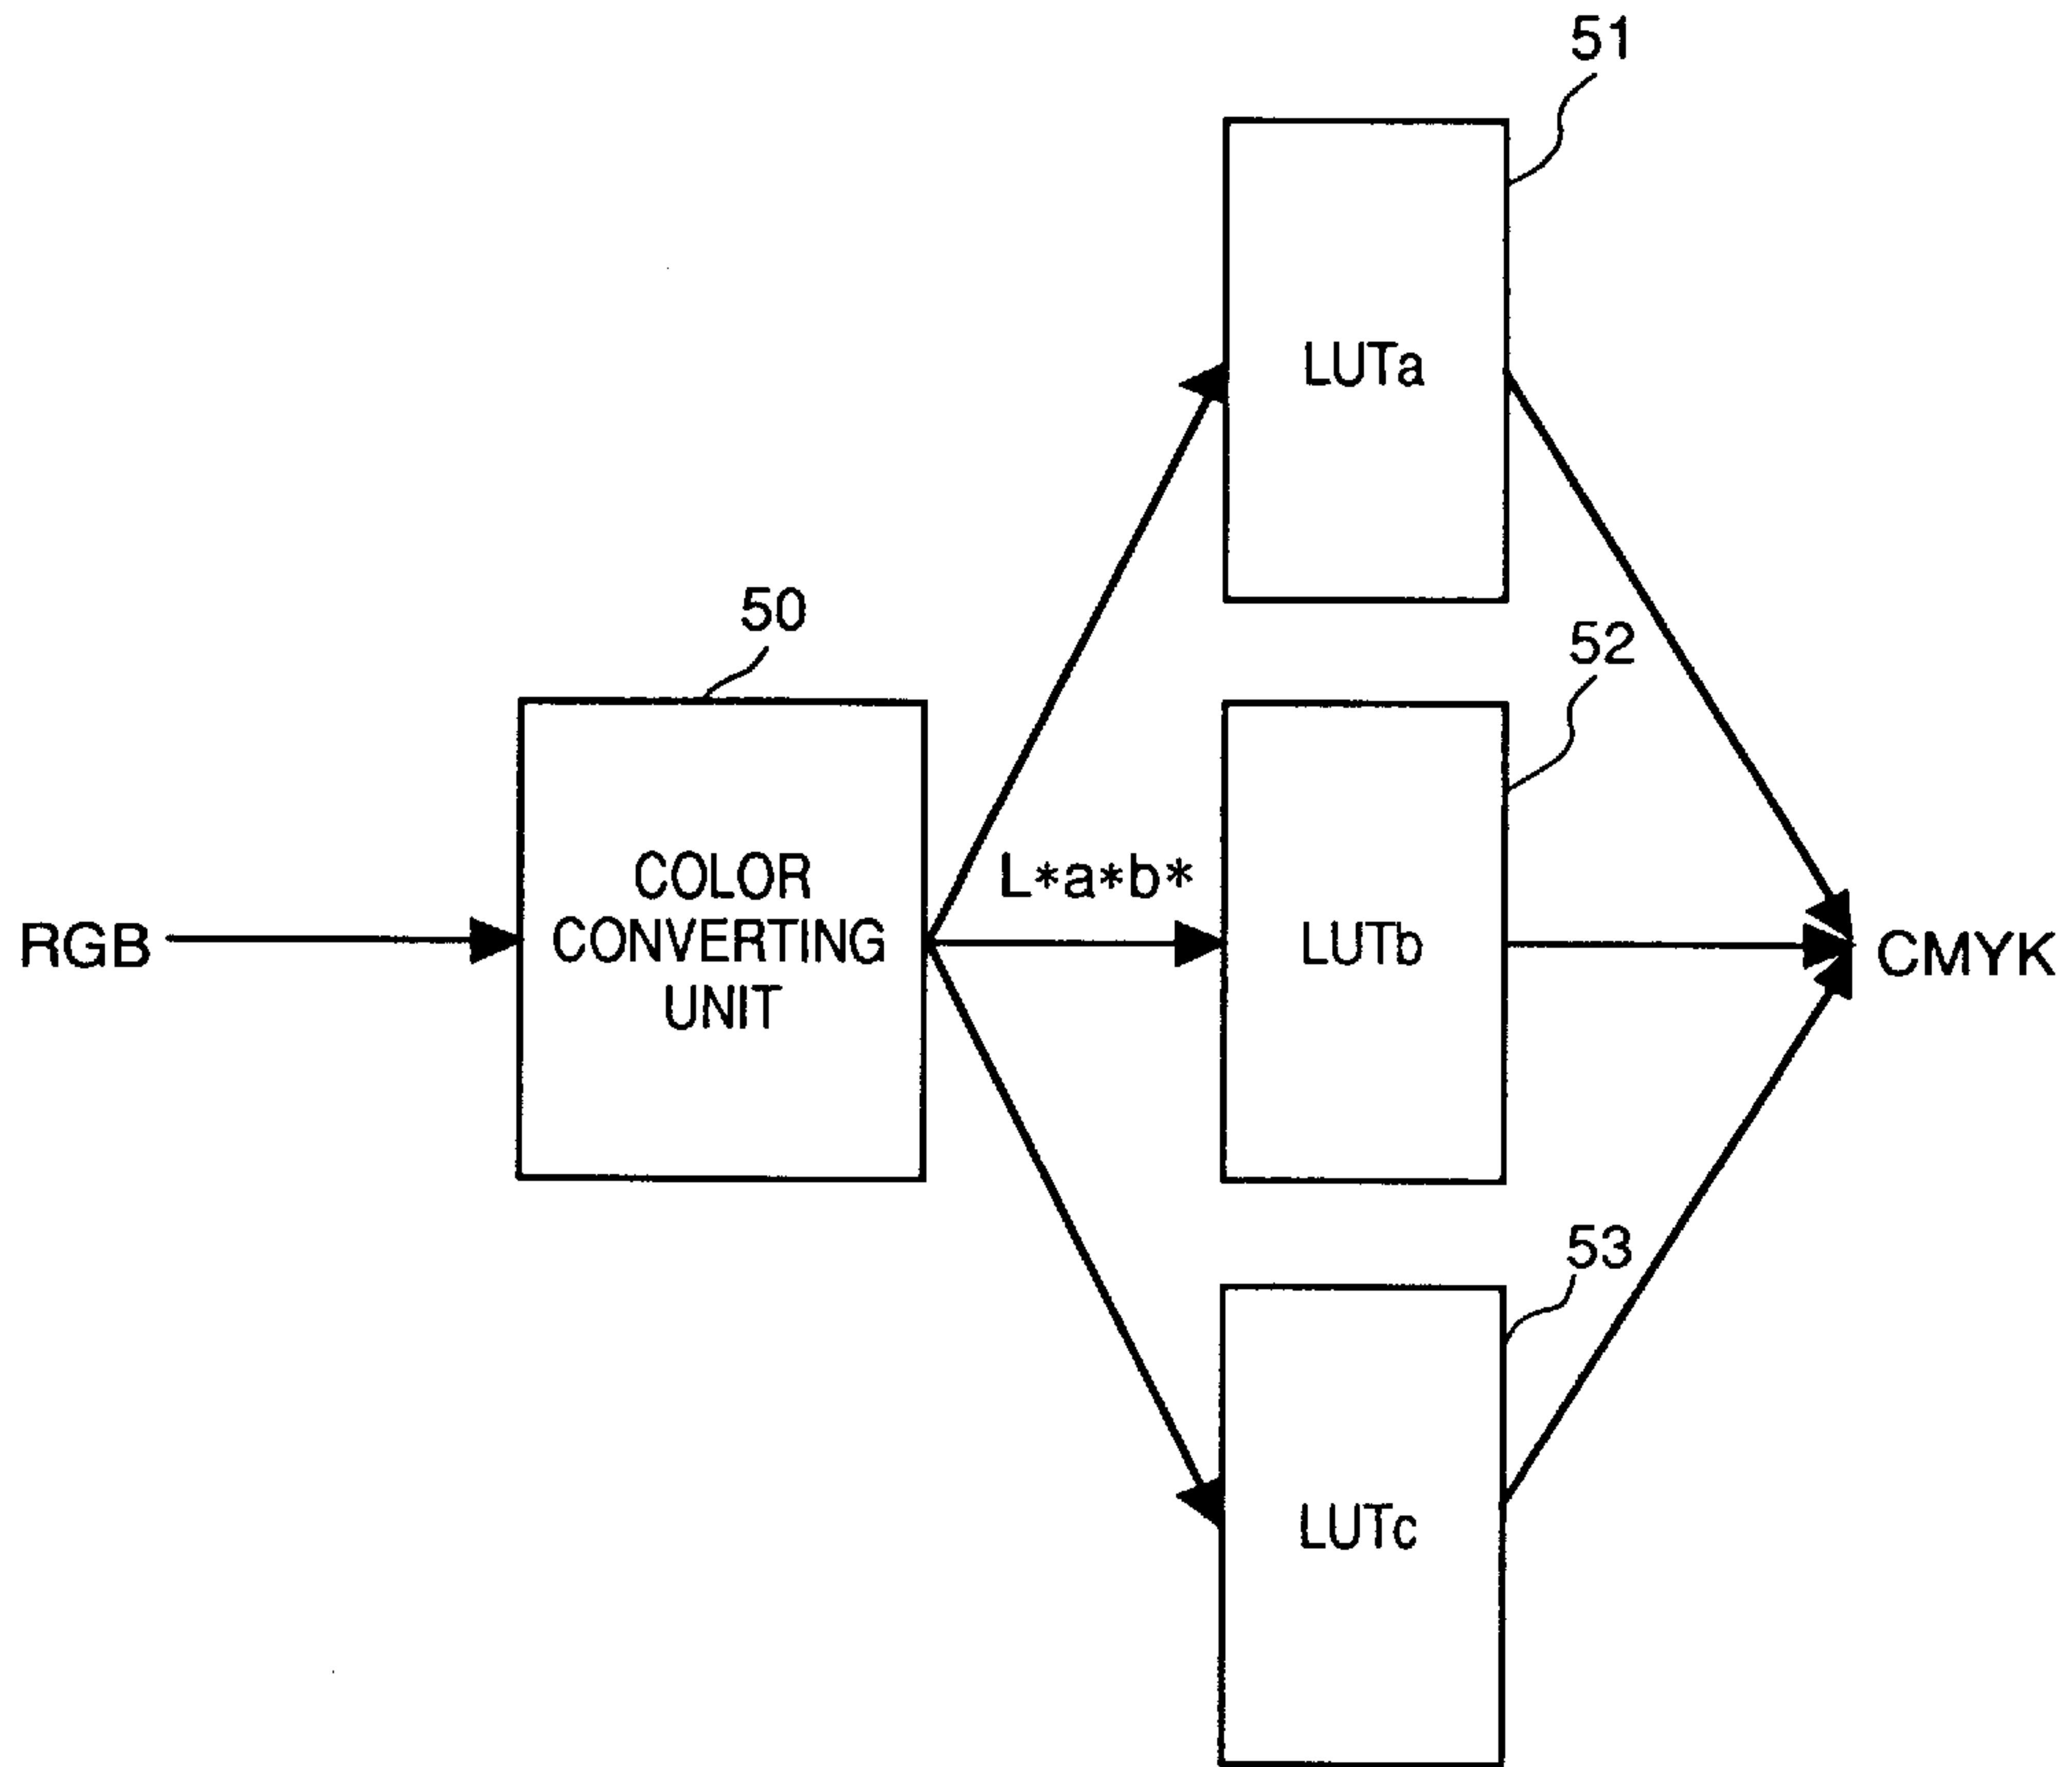 51
LUTa
50
52
RGB
COLOR
CONVERTING
UNIT
L*a*b*
LUTb
CMYK
53
LUTc